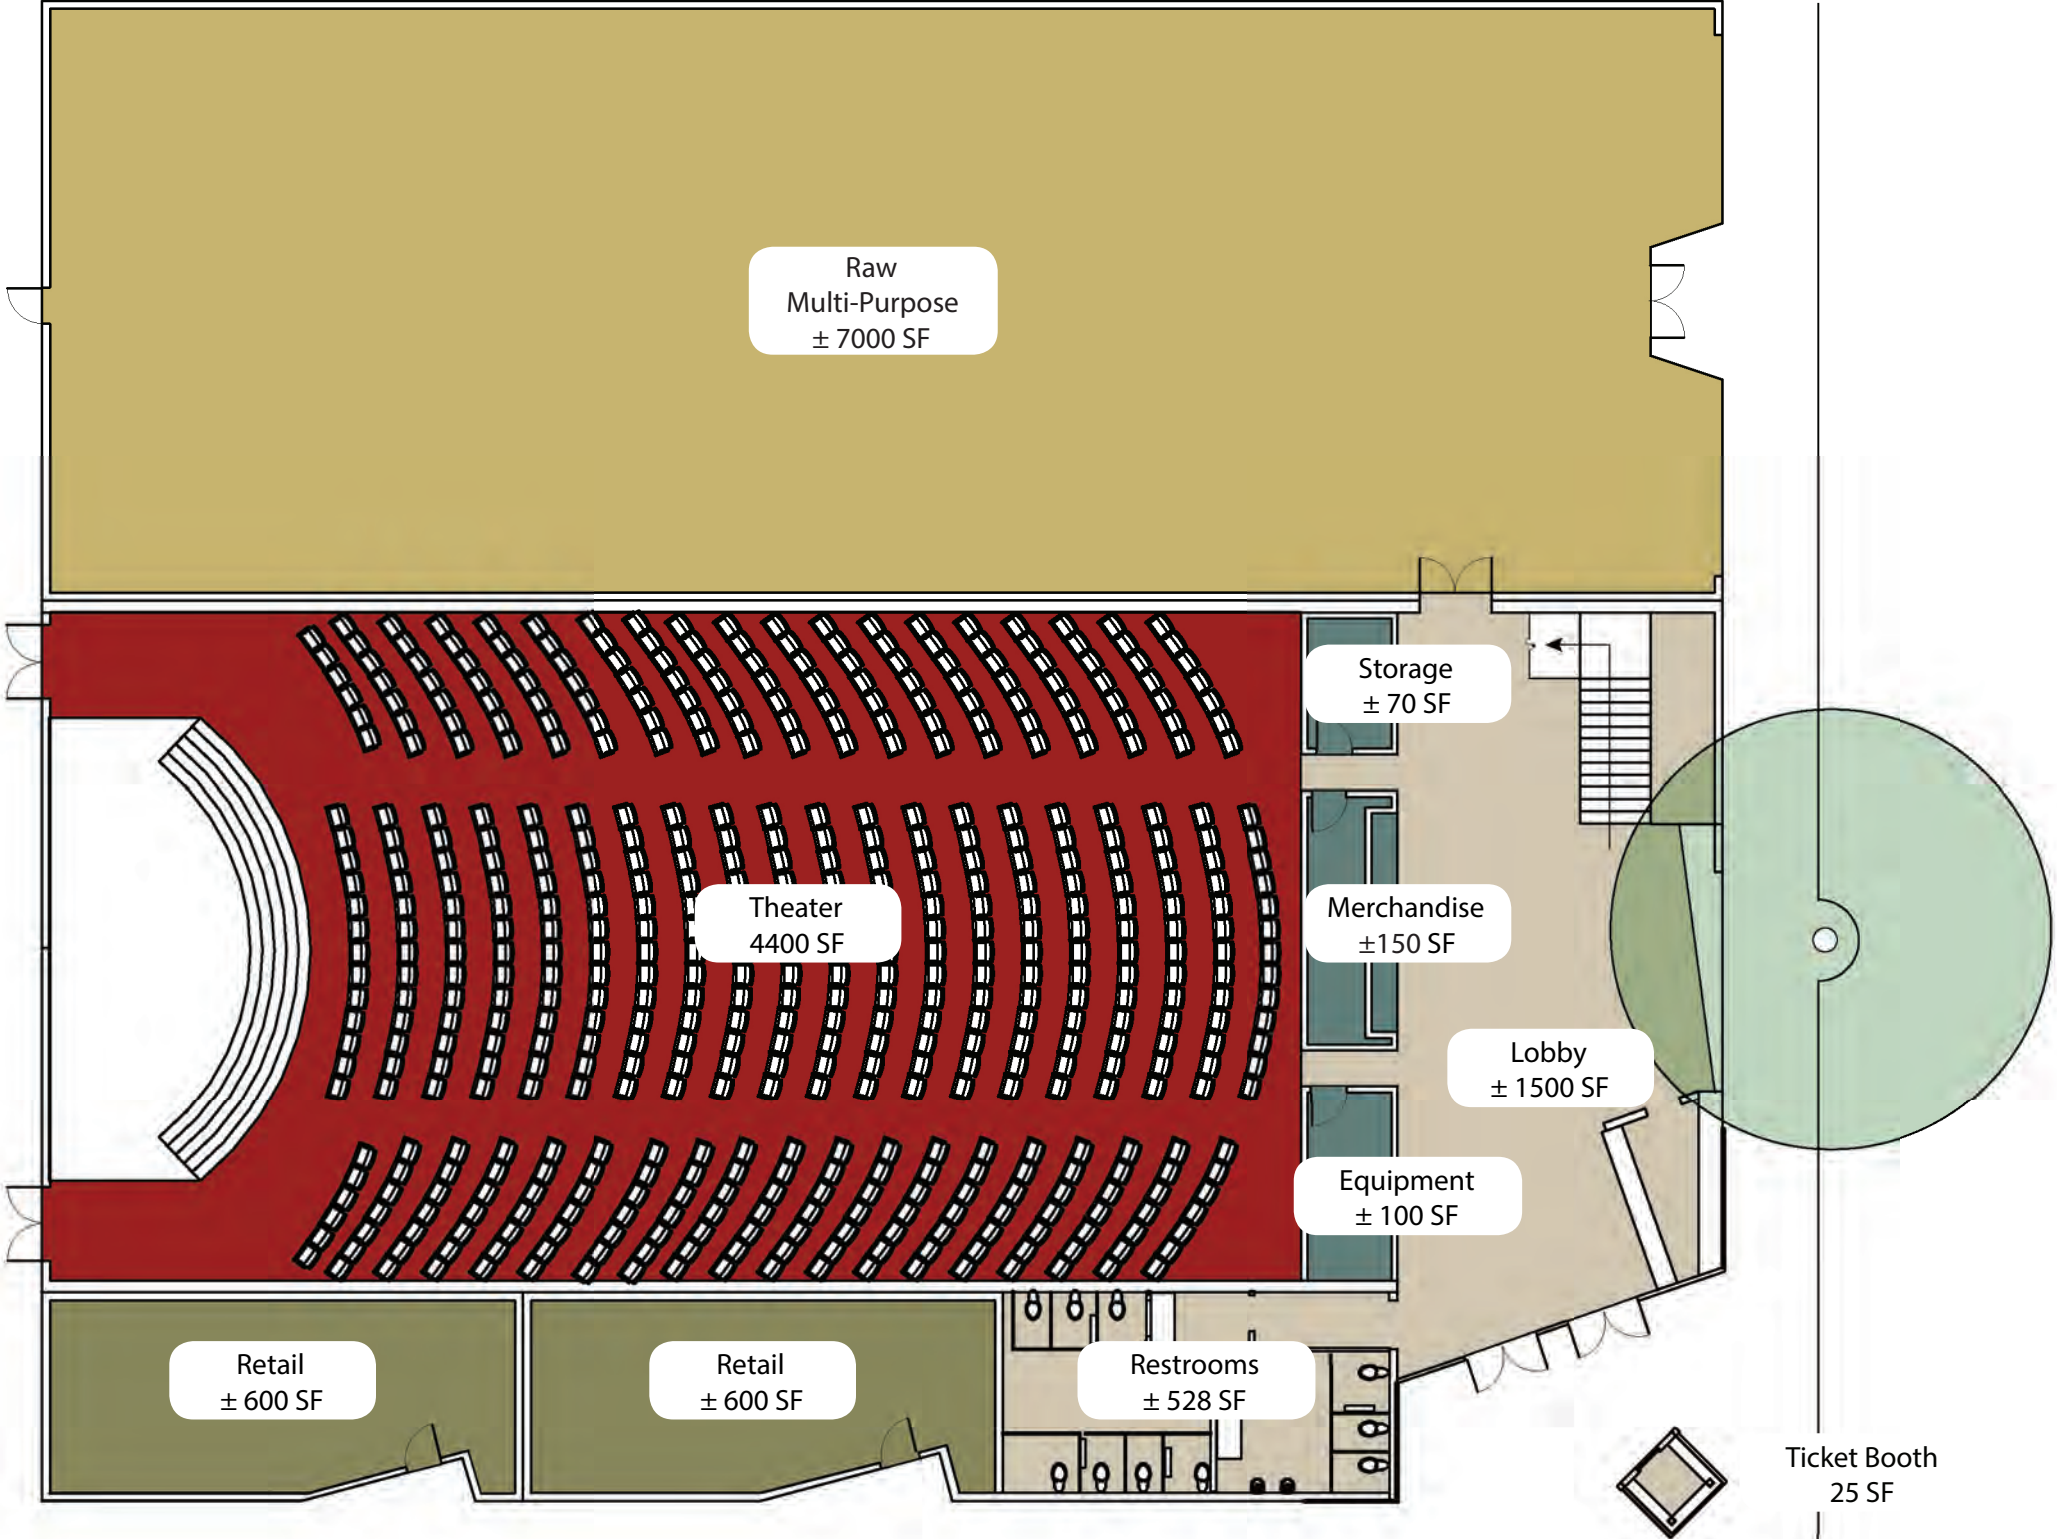 Raw
Multi-Purpose
± 7000 SF
Storage
± 70 SF
Theater
4400 SF
Merchandise
±150 SF
Lobby
± 1500 SF
Equipment
± 100 SF
Retail
± 600 SF
Retail
± 600 SF
Restrooms
± 528 SF
Ticket Booth
25 SF